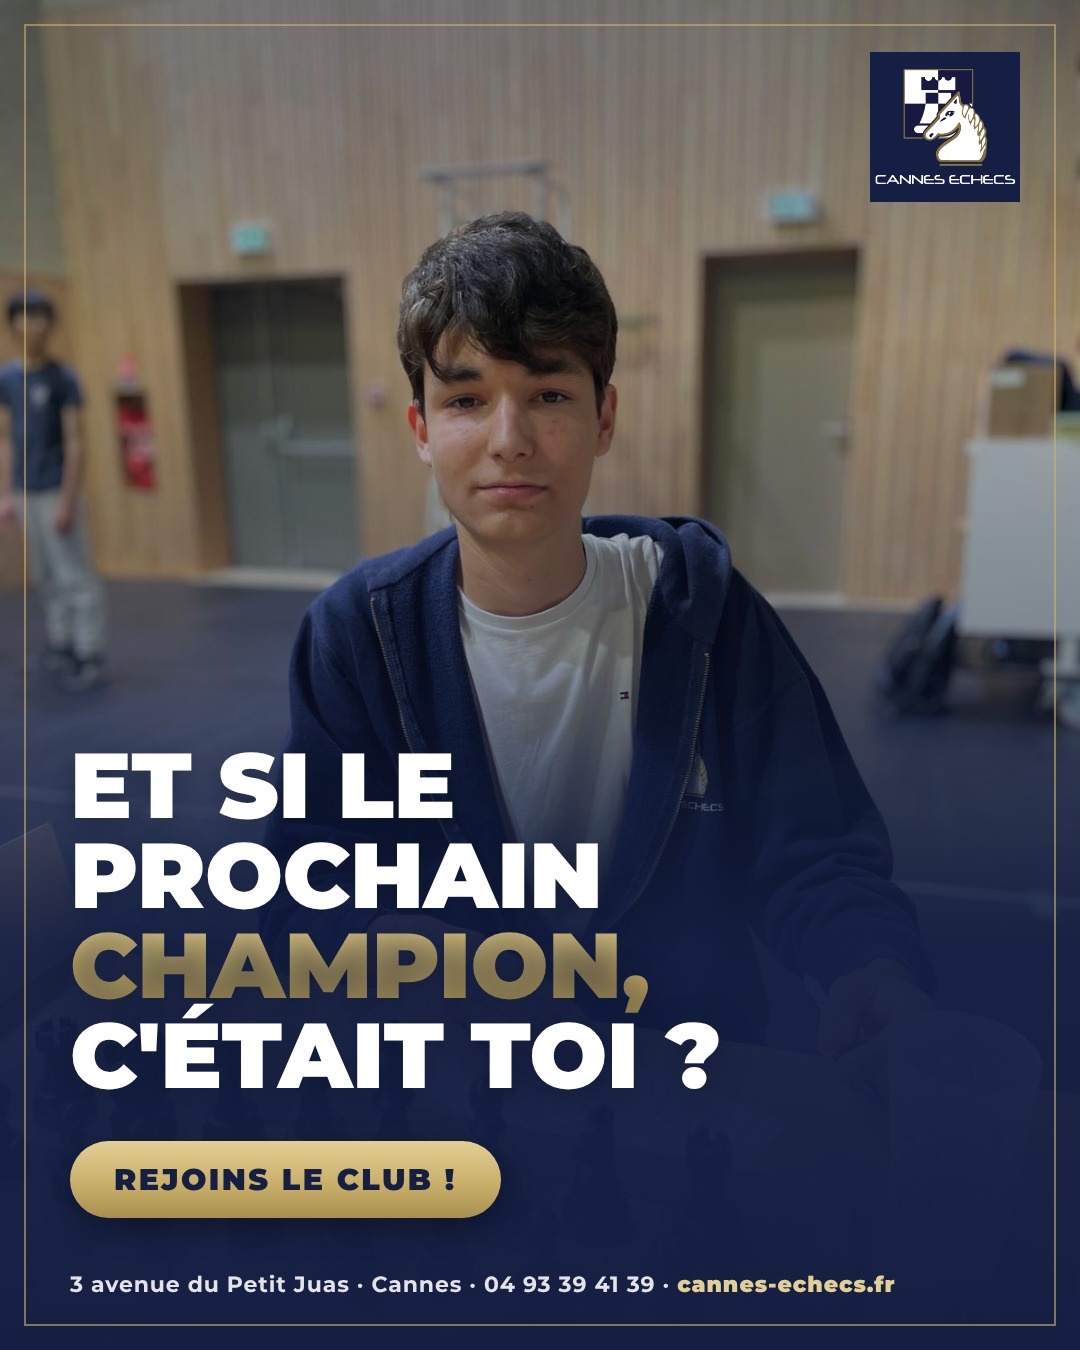 CANNES ECHECS
ECHECS
ET SI LE
PROCHAIN
CHAMPION,
C'ÉTAIT TOI ?
REJOINS LE CLUB !
3 avenue du Petit Juas · Cannes · 04 93 39 41 39 · cannes-echecs.fr